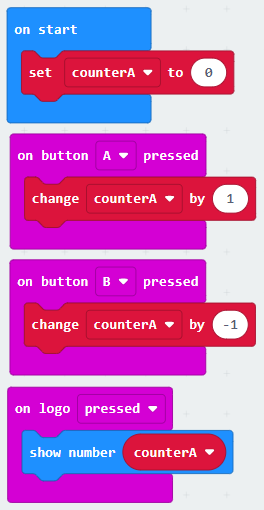 on start
set counterA to 0
on button A pressed
change counterA by 1
on button B pressed
change counterA by -1
on logo pressed
show number counterA